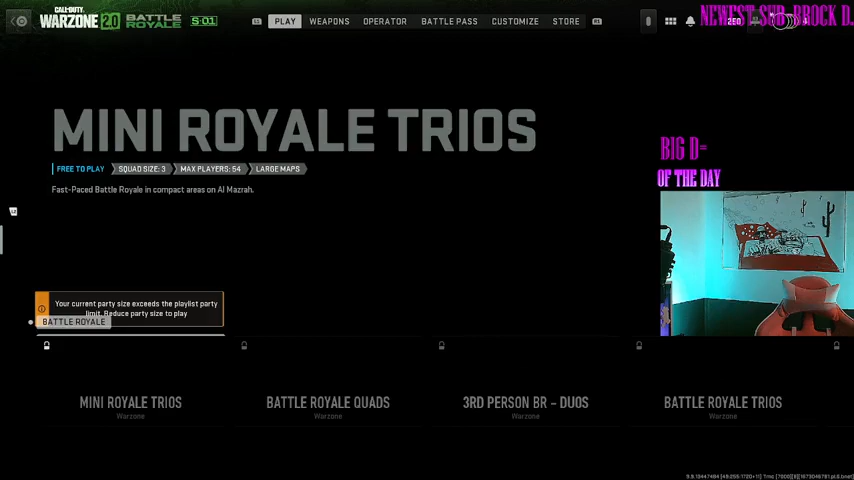 CALL OF DUTY
WARZONE 2.0 BATTLE ROYALE S-01
PLAY WEAPONS OPERATOR BATTLE PASS CUSTOMIZE STORE
NEWEST SUB-BROCK D.
MINI ROYALE TRIOS
FREE TO PLAY SQUAD SIZE: 3 MAX PLAYERS: 54 LARGE MAPS
Fast-Paced Battle Royale in compact areas on Al Mazrah.
BIG D=
OF THE DAY
Your current party size exceeds the playlist party
limit. Reduce party size to play
BATTLE ROYALE
MINI ROYALE TRIOS
Warzone
BATTLE ROYALE QUADS
Warzone
3RD PERSON BR - DUOS
Warzone
BATTLE ROYALE TRIOS
Warzone